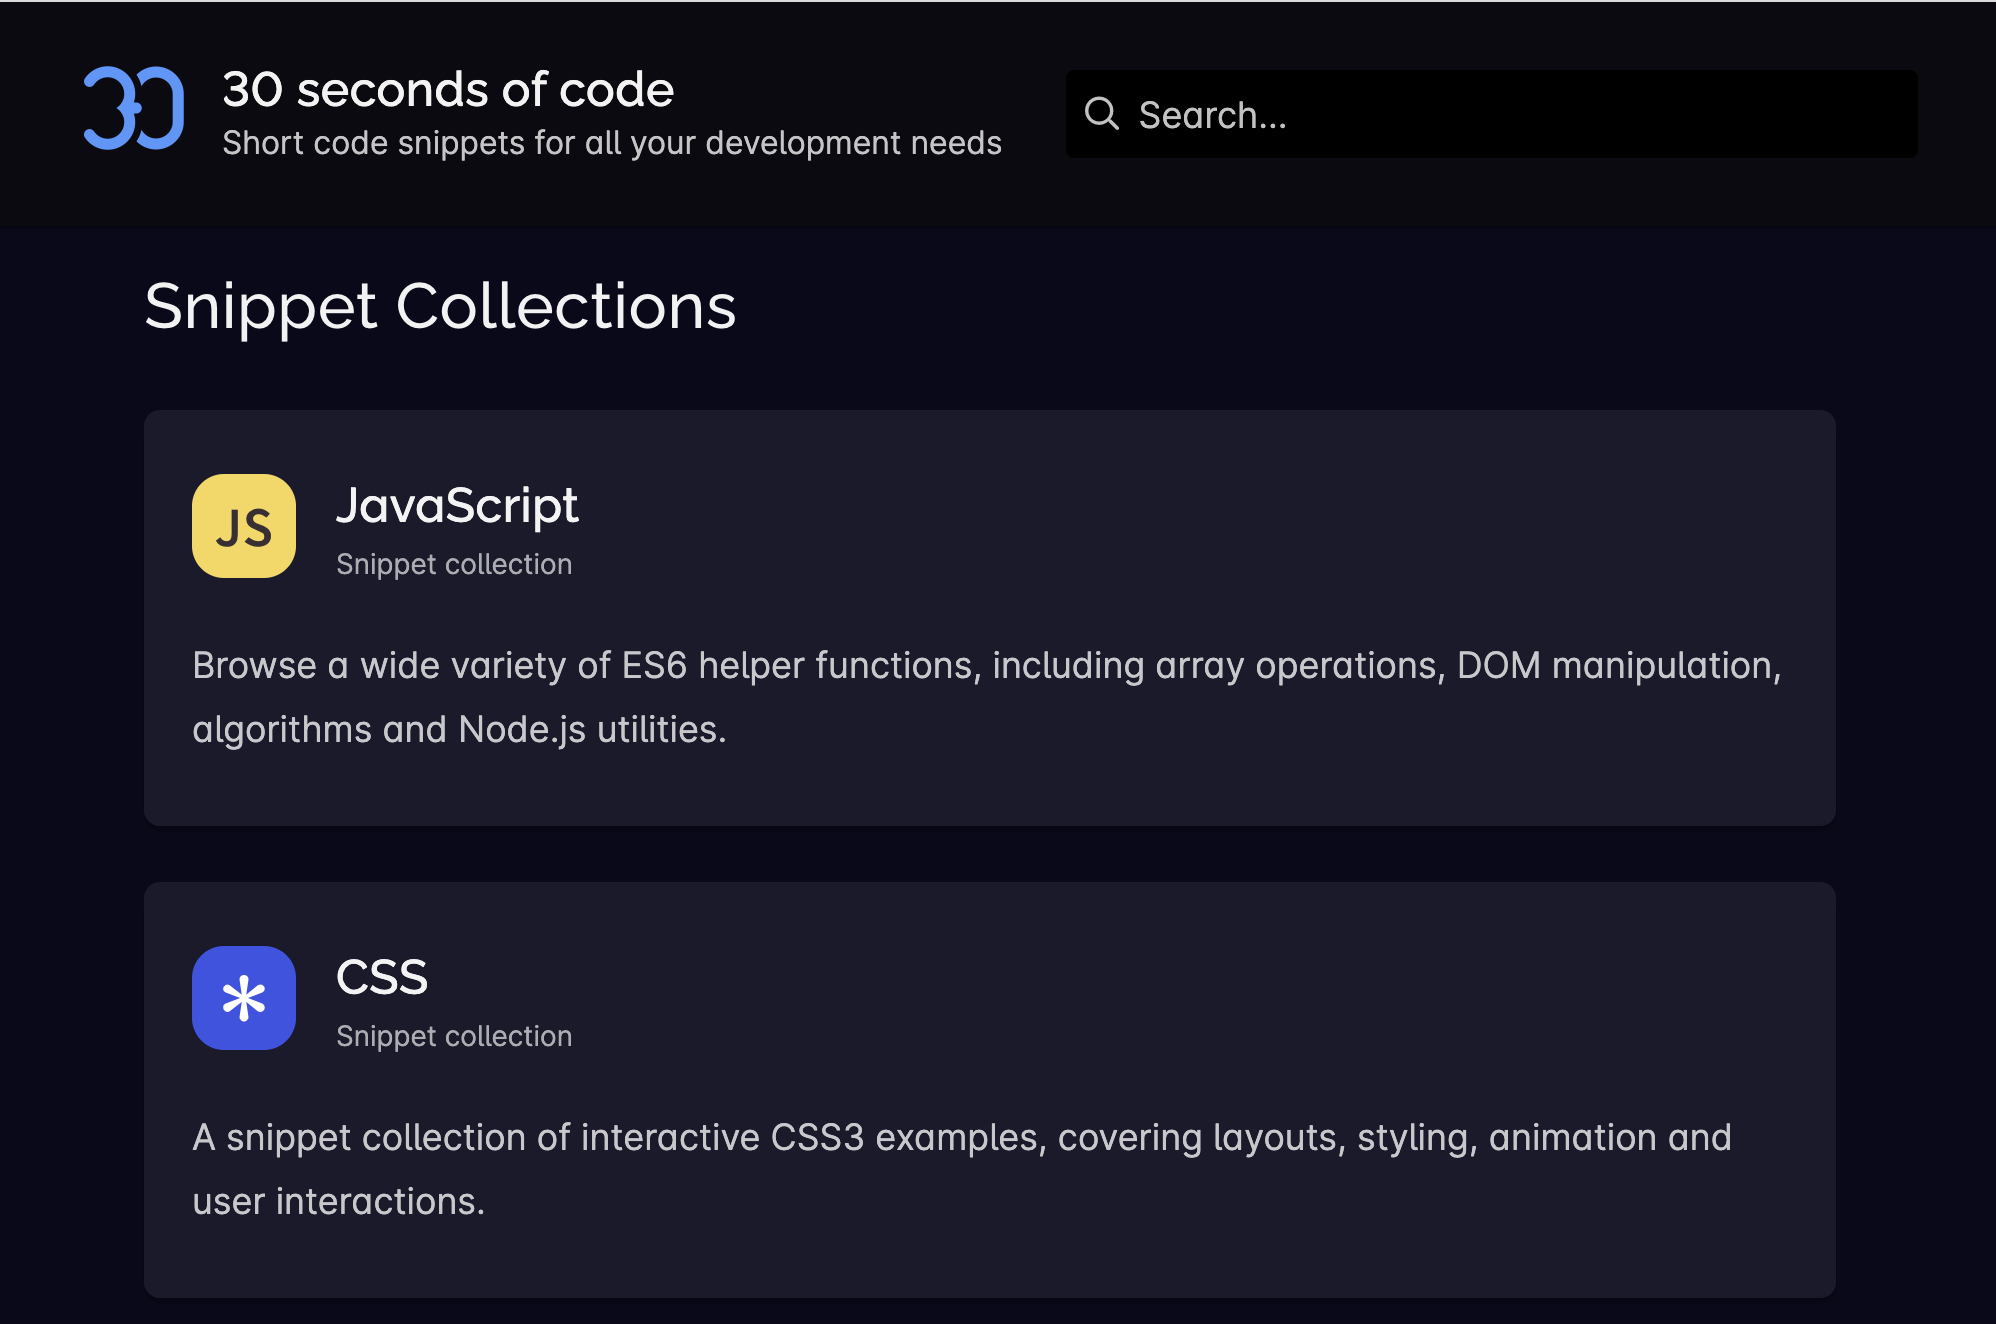 30
30 seconds of code
Short code snippets for all your development needs
Search...
Snippet Collections
JS
JavaScript
Snippet collection
Browse a wide variety of ES6 helper functions, including array operations, DOM manipulation,
algorithms and Node.js utilities.
*
CSS
Snippet collection
A snippet collection of interactive CSS3 examples, covering layouts, styling, animation and
user interactions.